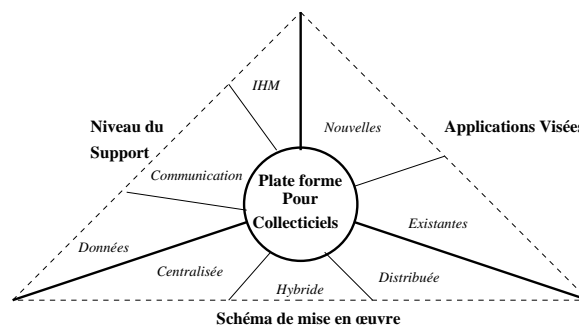 IHM
Niveau du
Support
Nouvelles
Applications Visées
Communication
Plate forme
Pour
Collecticiels
Données
Existantes
Centralisée
Hybride
Distribuée
Schéma de mise en œuvre